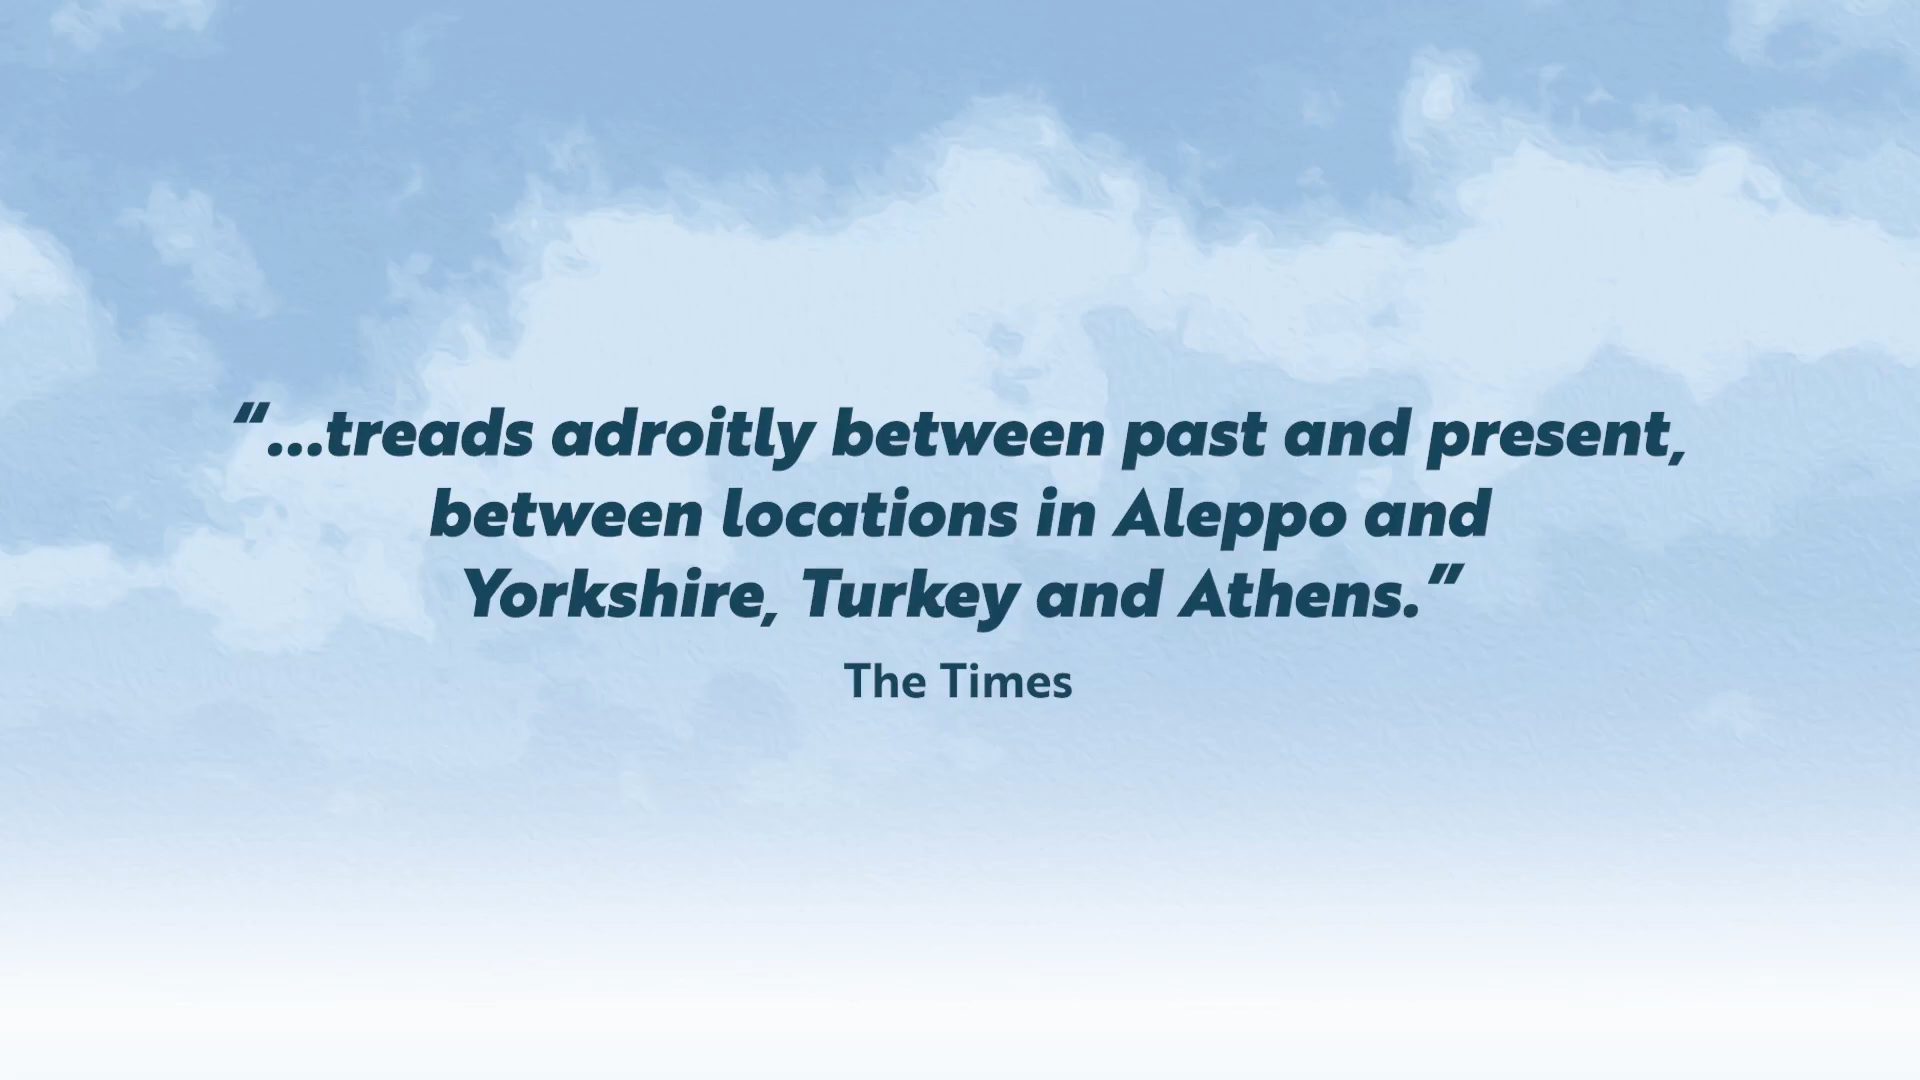 “...treads adroitly between past and present,
between locations in Aleppo and
Yorkshire, Turkey and Athens.”
The Times